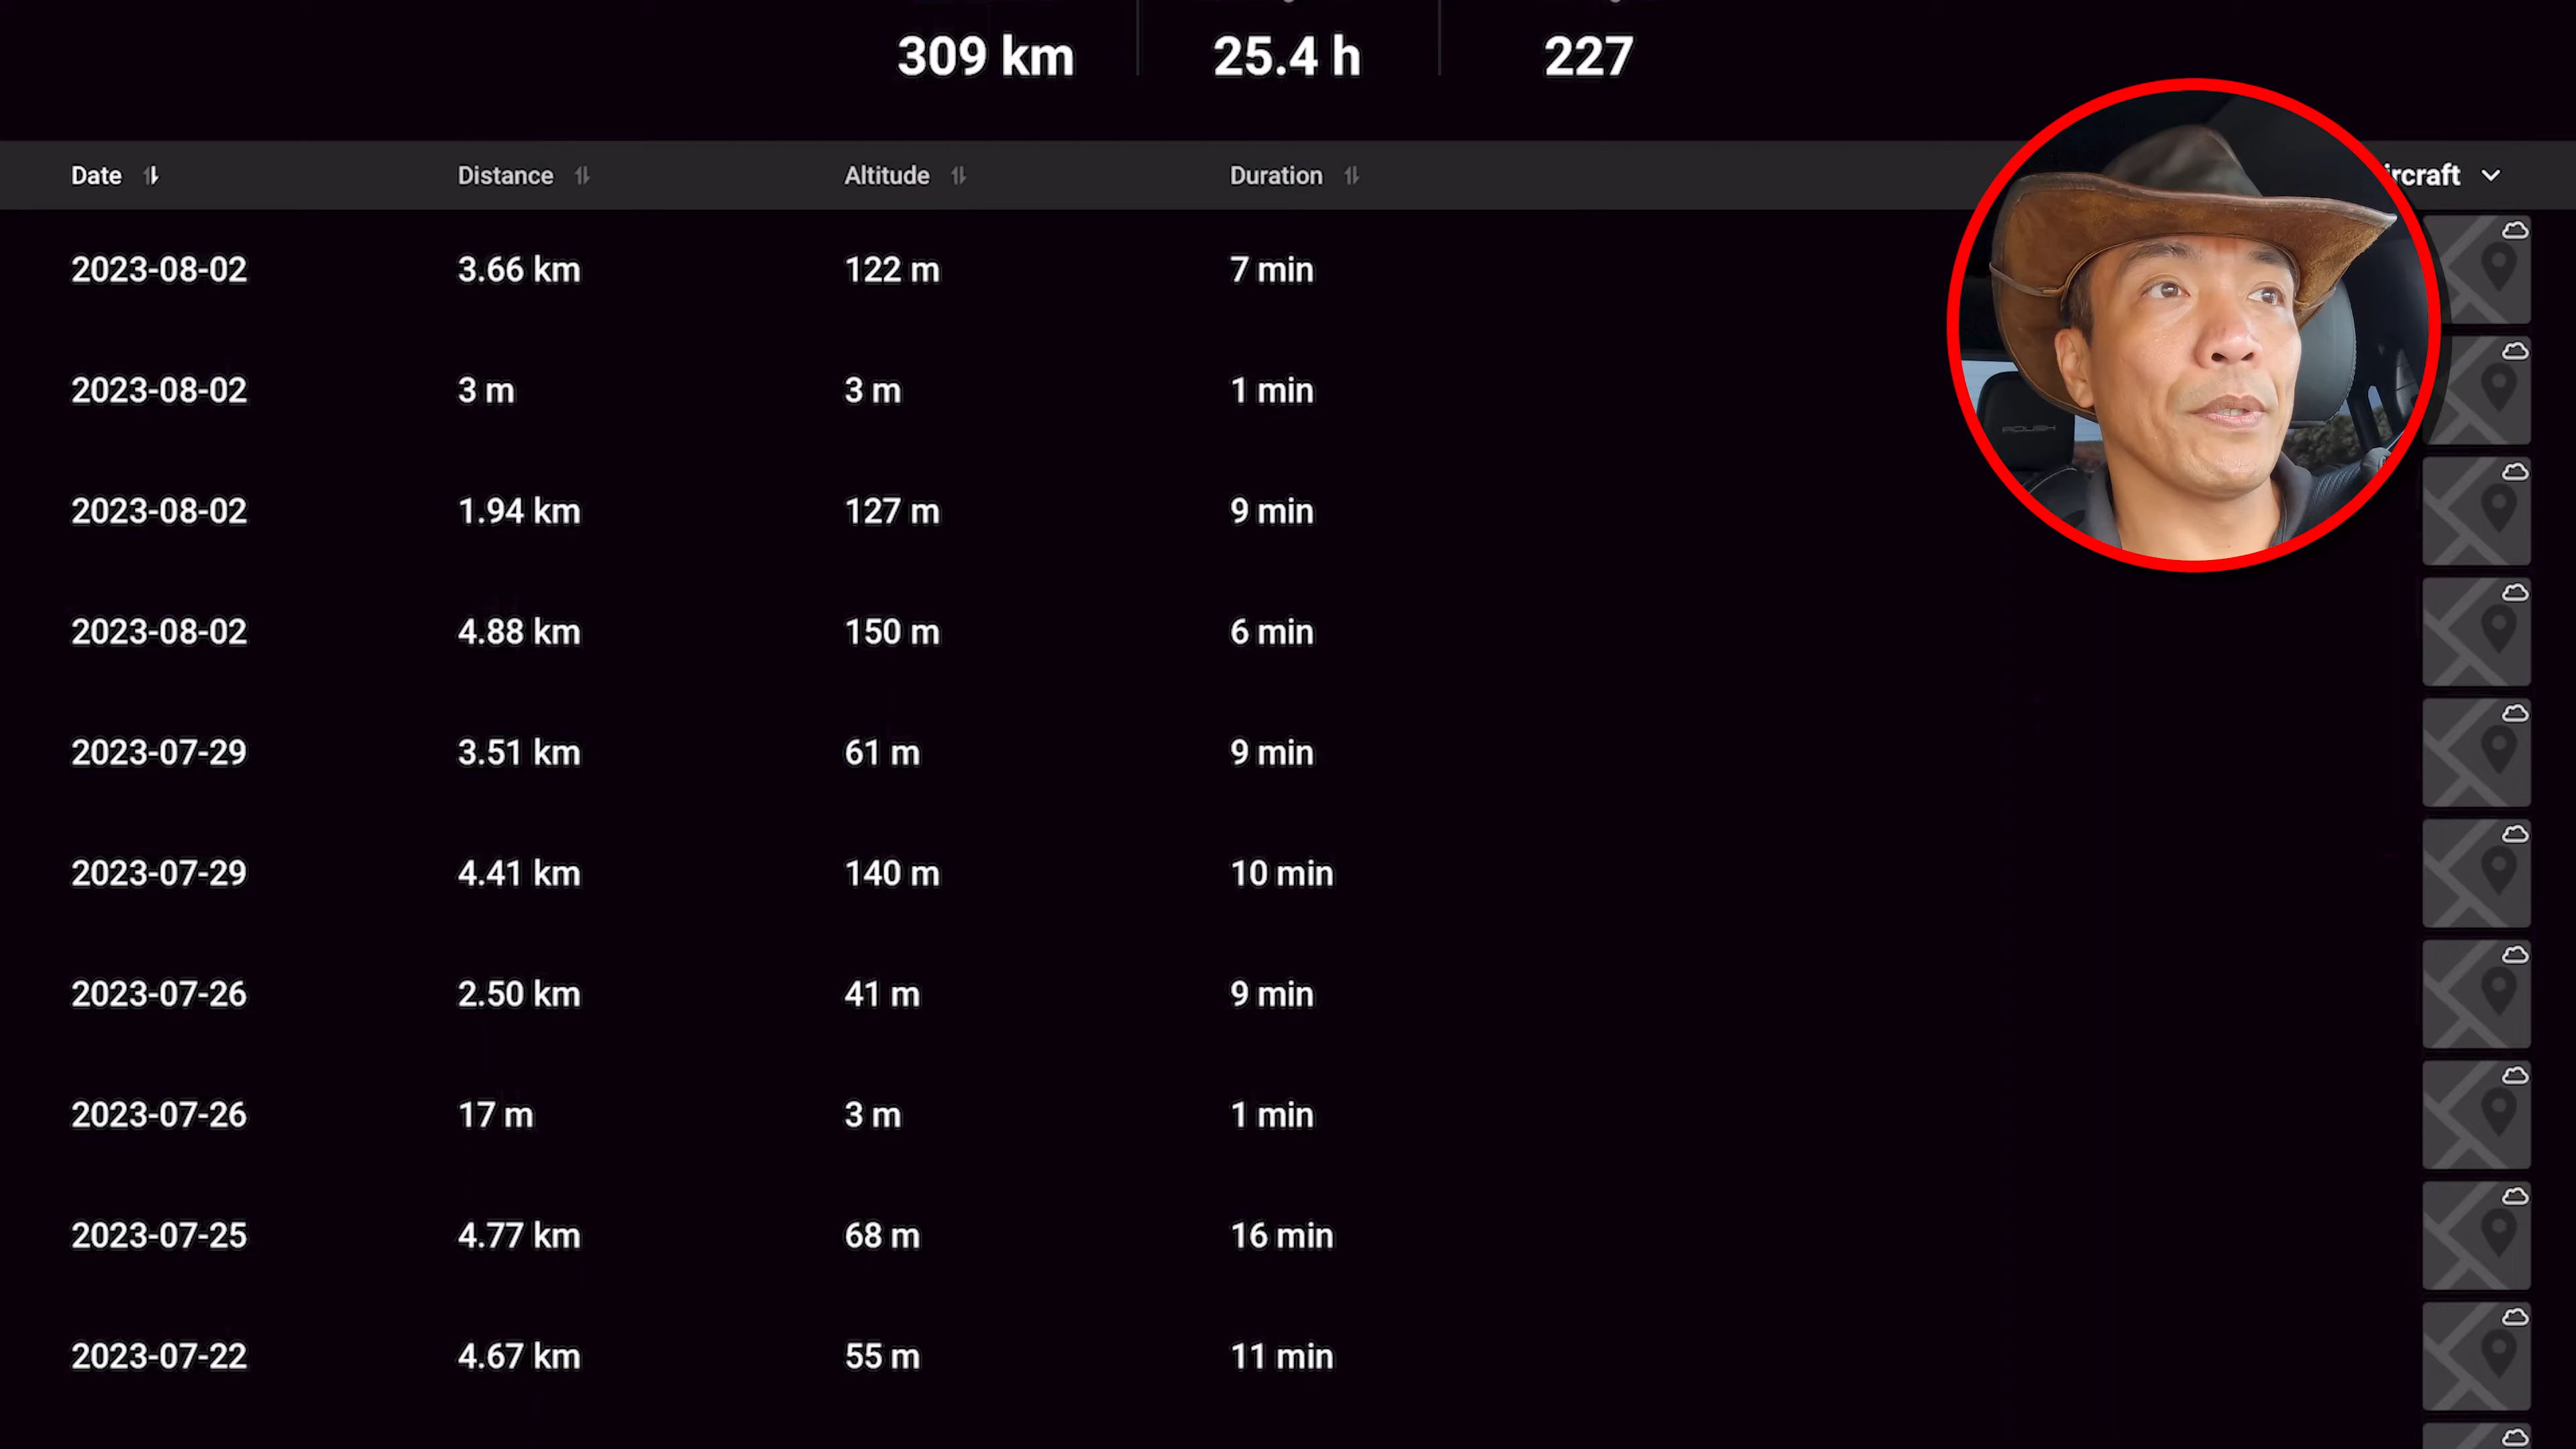 309 km 25.4 h 227
Date Distance Altitude Duration ircraft
2023-08-02 3.66 km 122 m 7 min
2023-08-02 3 m 3 m 1 min
2023-08-02 1.94 km 127 m 9 min
2023-08-02 4.88 km 150 m 6 min
2023-07-29 3.51 km 61 m 9 min
2023-07-29 4.41 km 140 m 10 min
2023-07-26 2.50 km 41 m 9 min
2023-07-26 17 m 3 m 1 min
2023-07-25 4.77 km 68 m 16 min
2023-07-22 4.67 km 55 m 11 min
ROUSH